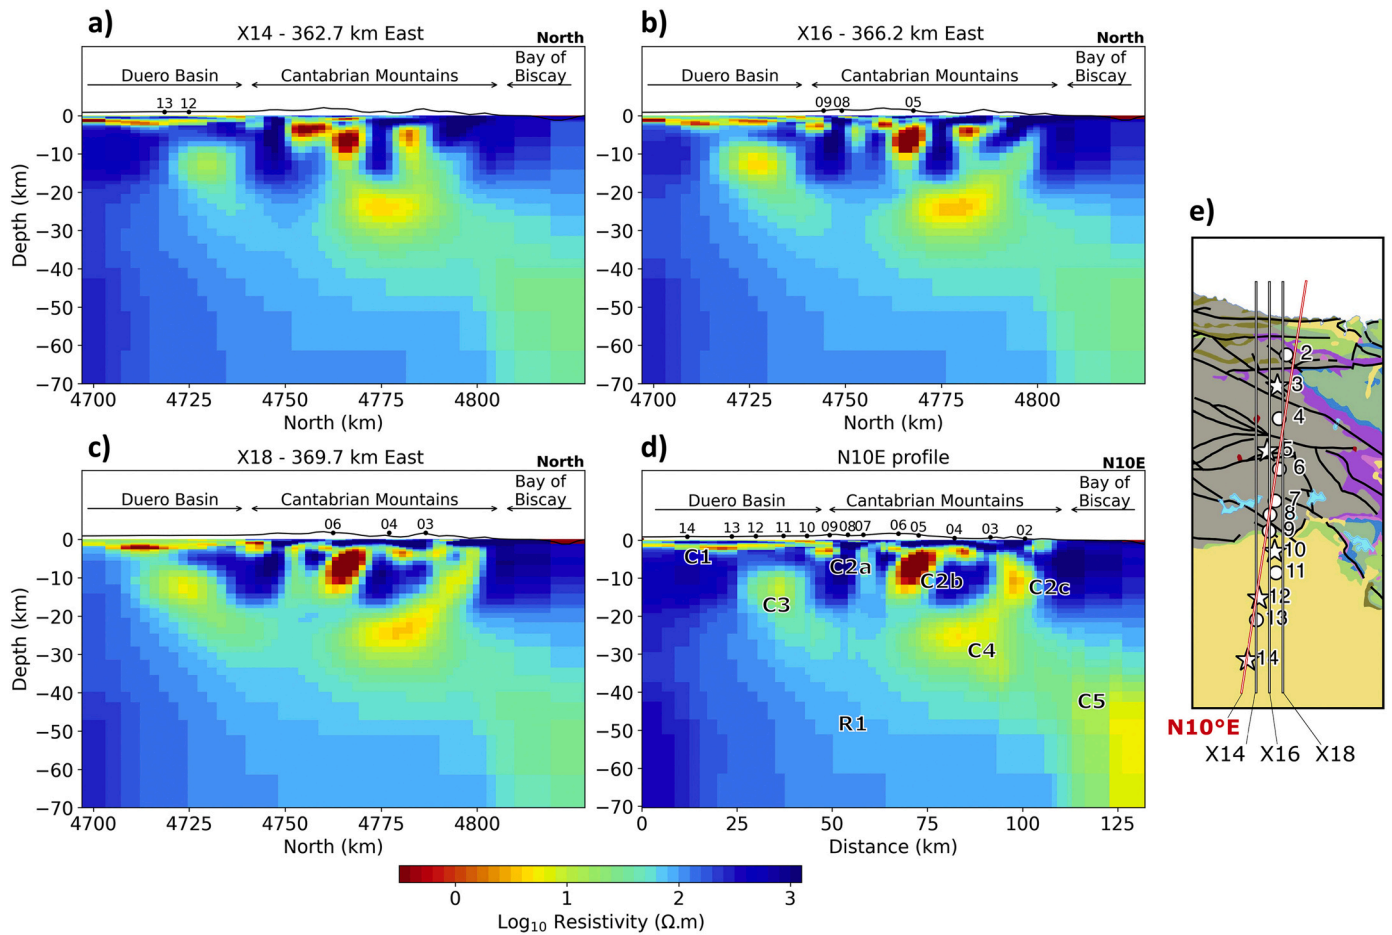 a)
X14 - 362.7 km East
North
Duero Basin
Cantabrian Mountains
Bay of
Biscay
13 12
0
−10
−20
−30
−40
−50
−60
−70
Depth (km)
4700 4725 4750 4775 4800
North (km)
b)
X16 - 366.2 km East
North
Duero Basin
Cantabrian Mountains
Bay of
Biscay
09 08 05
0
−10
−20
−30
−40
−50
−60
−70
4700 4725 4750 4775 4800
North (km)
c)
X18 - 369.7 km East
North
Duero Basin
Cantabrian Mountains
Bay of
Biscay
06 04 03
0
−10
−20
−30
−40
−50
−60
−70
Depth (km)
4700 4725 4750 4775 4800
North (km)
d)
N10E profile
N10E
Duero Basin
Cantabrian Mountains
Bay of
Biscay
14 13 12 11 10 09 08 07 06 05 04 03 02
C1
C2a
C2b
C2c
C3
C4
C5
R1
0
−10
−20
−30
−40
−50
−60
−70
0 25 50 75 100 125
Distance (km)
0 1 2 3
Log10 Resistivity (Ω.m)
e)
2
3
4
5
6
7
8
9
10
11
12
13
14
N10°E
X14 X16 X18